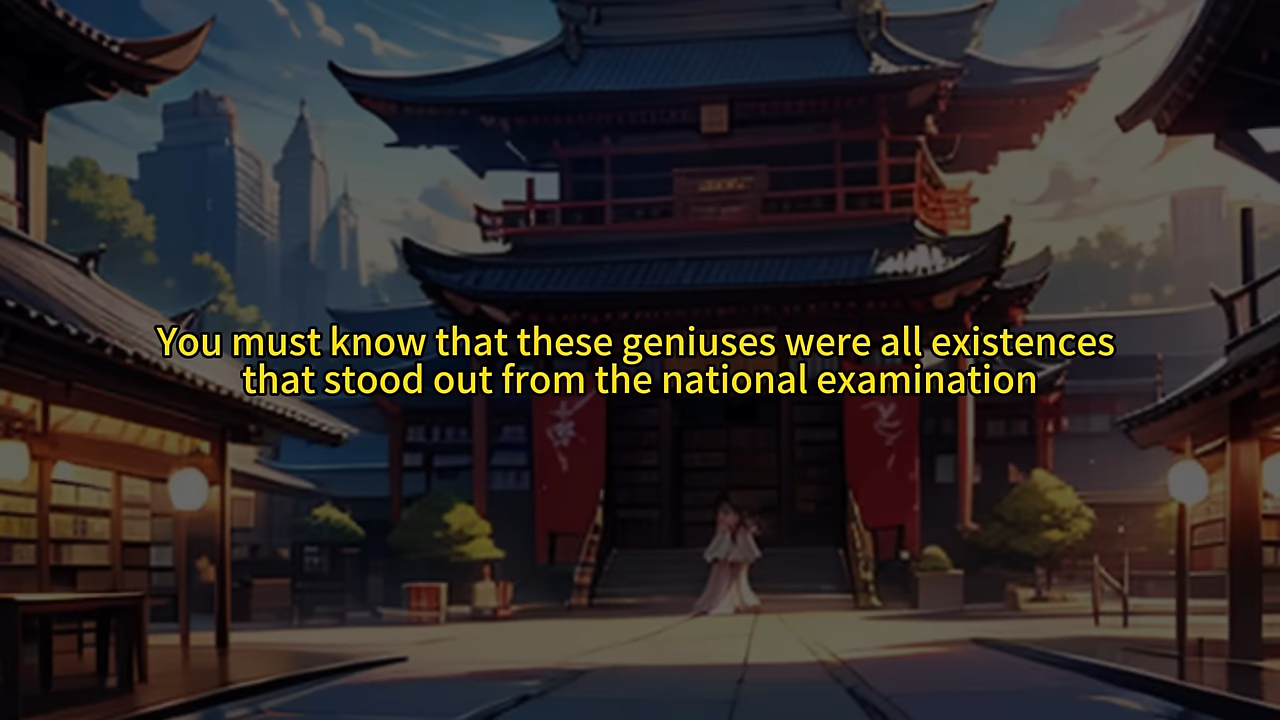 You must know that these geniuses were all existences
that stood out from the national examination